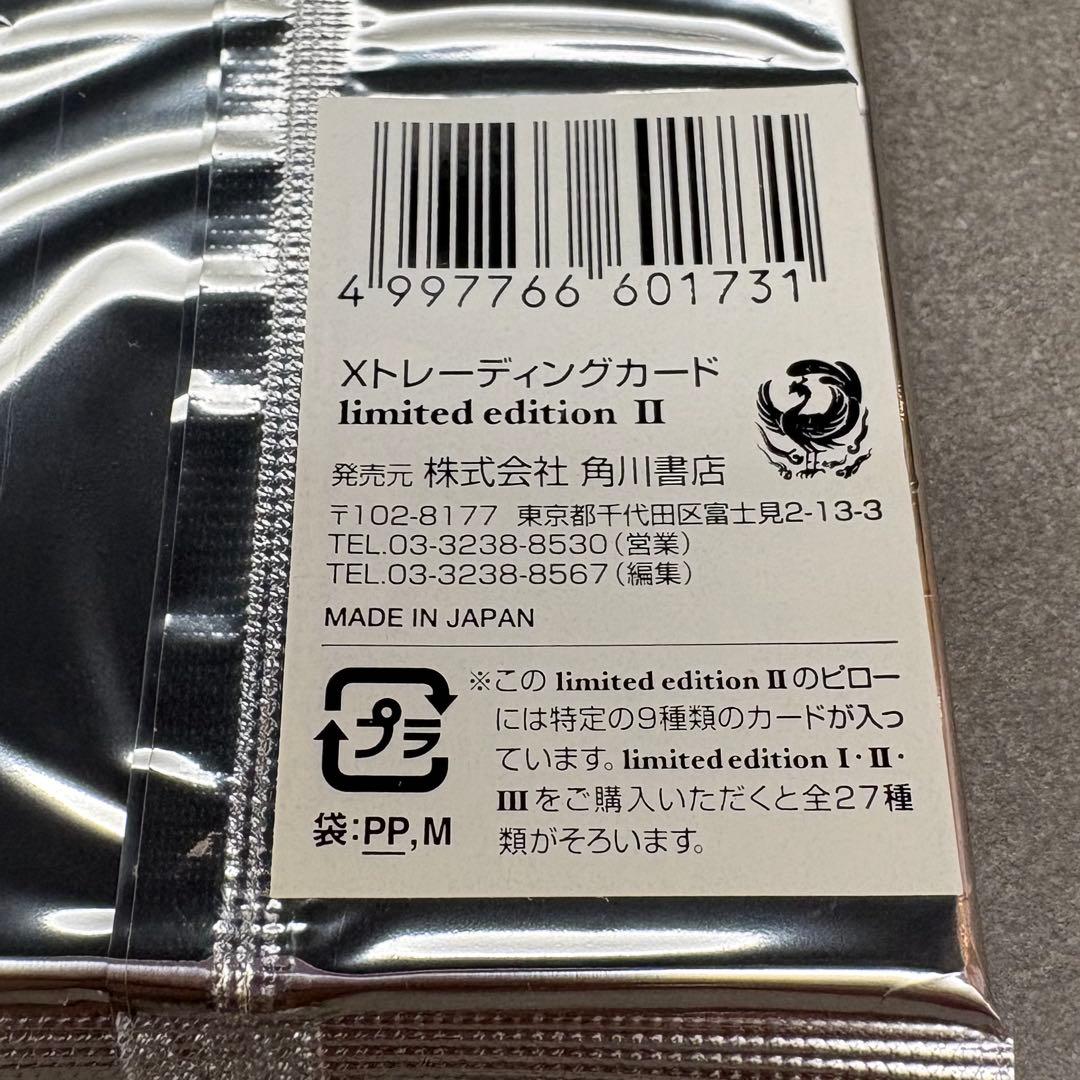 4 997766 601731
Xトレーディングカード
limited edition II
発売元 株式会社 角川書店
〒102-8177 東京都千代田区富士見2-13-3
TEL.03-3238-8530(営業)
TEL.03-3238-8567(編集)
MADE IN JAPAN
プラ
袋:PP,M
※この limited edition II のピロー
には特定の9種類のカードが入っ
ています。limited edition I・II・
IIIをご購入いただくと全27種
類がそろいます。